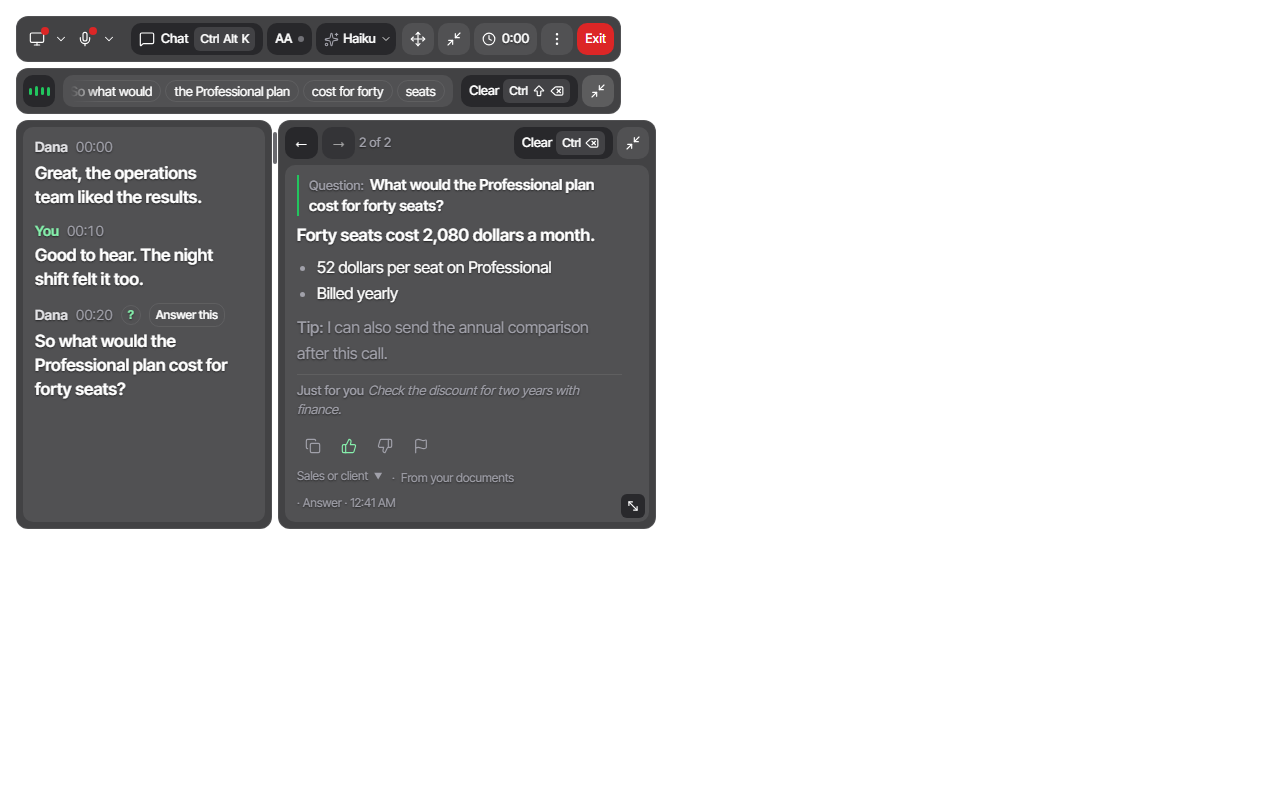 Chat Ctrl Alt K AA Haiku 0:00 Exit
So what would the Professional plan cost for forty seats Clear Ctrl
Dana 00:00
Great, the operations
team liked the results.
You 00:10
Good to hear. The night
shift felt it too.
Dana 00:20 ? Answer this
So what would the
Professional plan cost for
forty seats?
← → 2 of 2 Clear Ctrl
Question: What would the Professional plan
cost for forty seats?
Forty seats cost 2,080 dollars a month.
• 52 dollars per seat on Professional
• Billed yearly
Tip: I can also send the annual comparison
after this call.
Just for you Check the discount for two years with
finance.
Sales or client ▼ · From your documents
· Answer · 12:41 AM